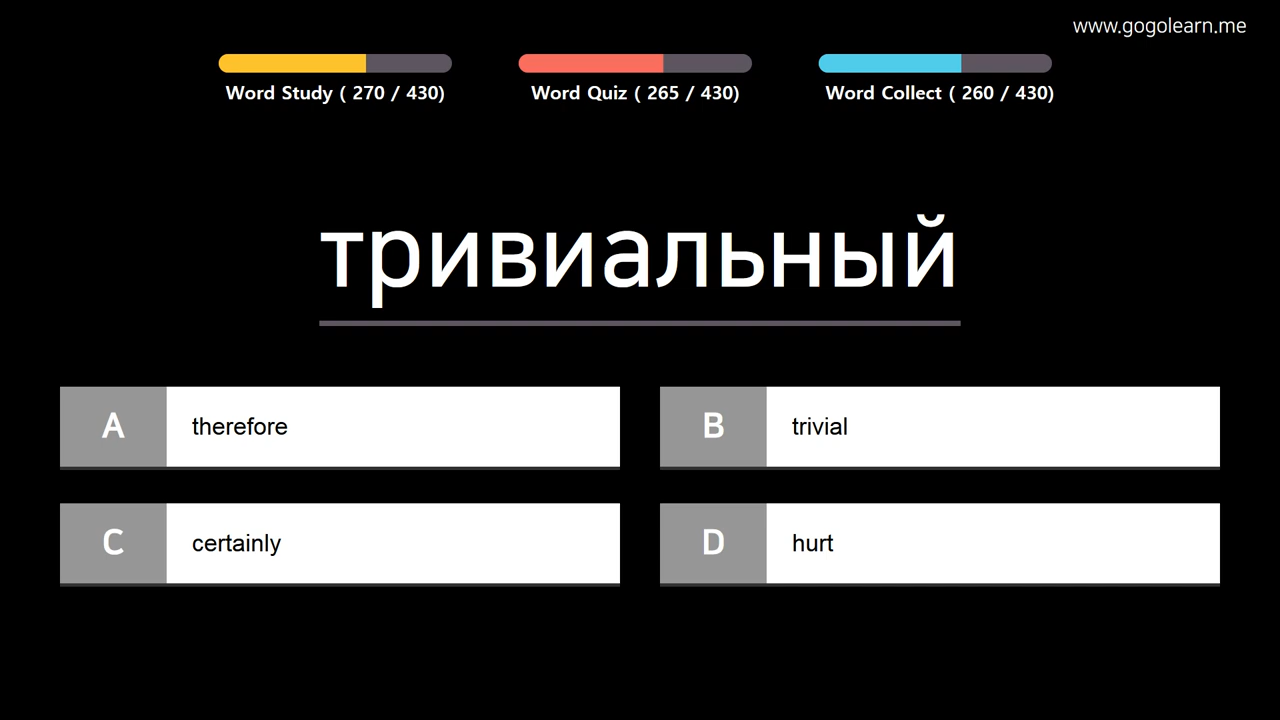 www.gogolearn.me
Word Study ( 270 / 430)
Word Quiz ( 265 / 430)
Word Collect ( 260 / 430)
тривиальный
A therefore
B trivial
C certainly
D hurt